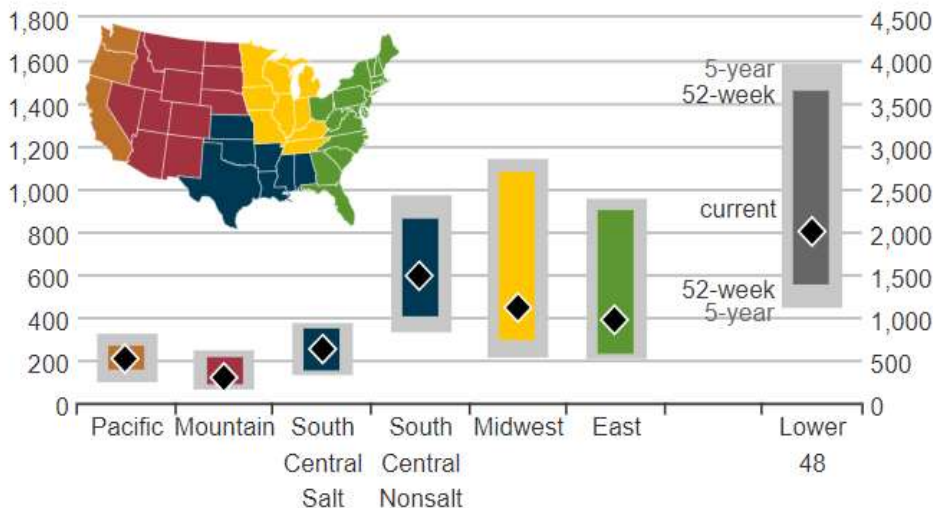 1,800
1,600
1,400
1,200
1,000
800
600
400
200
0
4,500
4,000
3,500
3,000
2,500
2,000
1,500
1,000
500
0
5-year
52-week
current
52-week
5-year
Pacific
Mountain
South
Central
Salt
South
Central
Nonsalt
Midwest
East
Lower
48